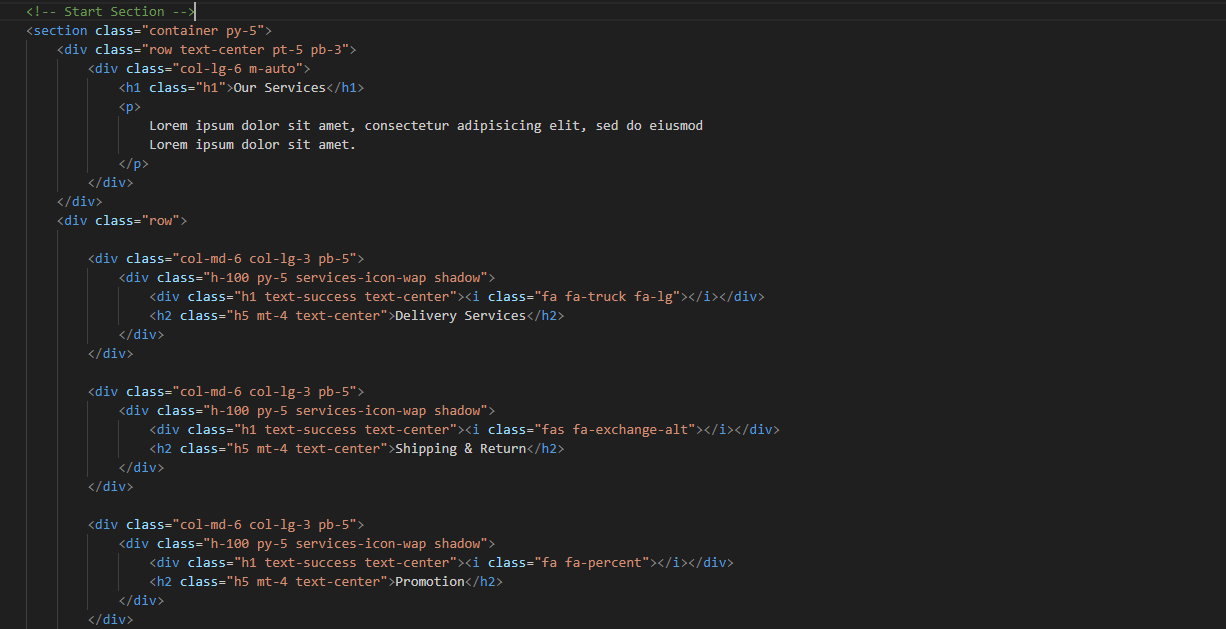 <!-- Start Section -->
<section class="container py-5">
<div class="row text-center pt-5 pb-3">
<div class="col-lg-6 m-auto">
<h1 class="h1">Our Services</h1>
<p>
Lorem ipsum dolor sit amet, consectetur adipisicing elit, sed do eiusmod
Lorem ipsum dolor sit amet.
</p>
</div>
</div>
<div class="row">
<div class="col-md-6 col-lg-3 pb-5">
<div class="h-100 py-5 services-icon-wap shadow">
<div class="h1 text-success text-center"><i class="fa fa-truck fa-lg"></i></div>
<h2 class="h5 mt-4 text-center">Delivery Services</h2>
</div>
</div>
<div class="col-md-6 col-lg-3 pb-5">
<div class="h-100 py-5 services-icon-wap shadow">
<div class="h1 text-success text-center"><i class="fas fa-exchange-alt"></i></div>
<h2 class="h5 mt-4 text-center">Shipping & Return</h2>
</div>
</div>
<div class="col-md-6 col-lg-3 pb-5">
<div class="h-100 py-5 services-icon-wap shadow">
<div class="h1 text-success text-center"><i class="fa fa-percent"></i></div>
<h2 class="h5 mt-4 text-center">Promotion</h2>
</div>
</div>